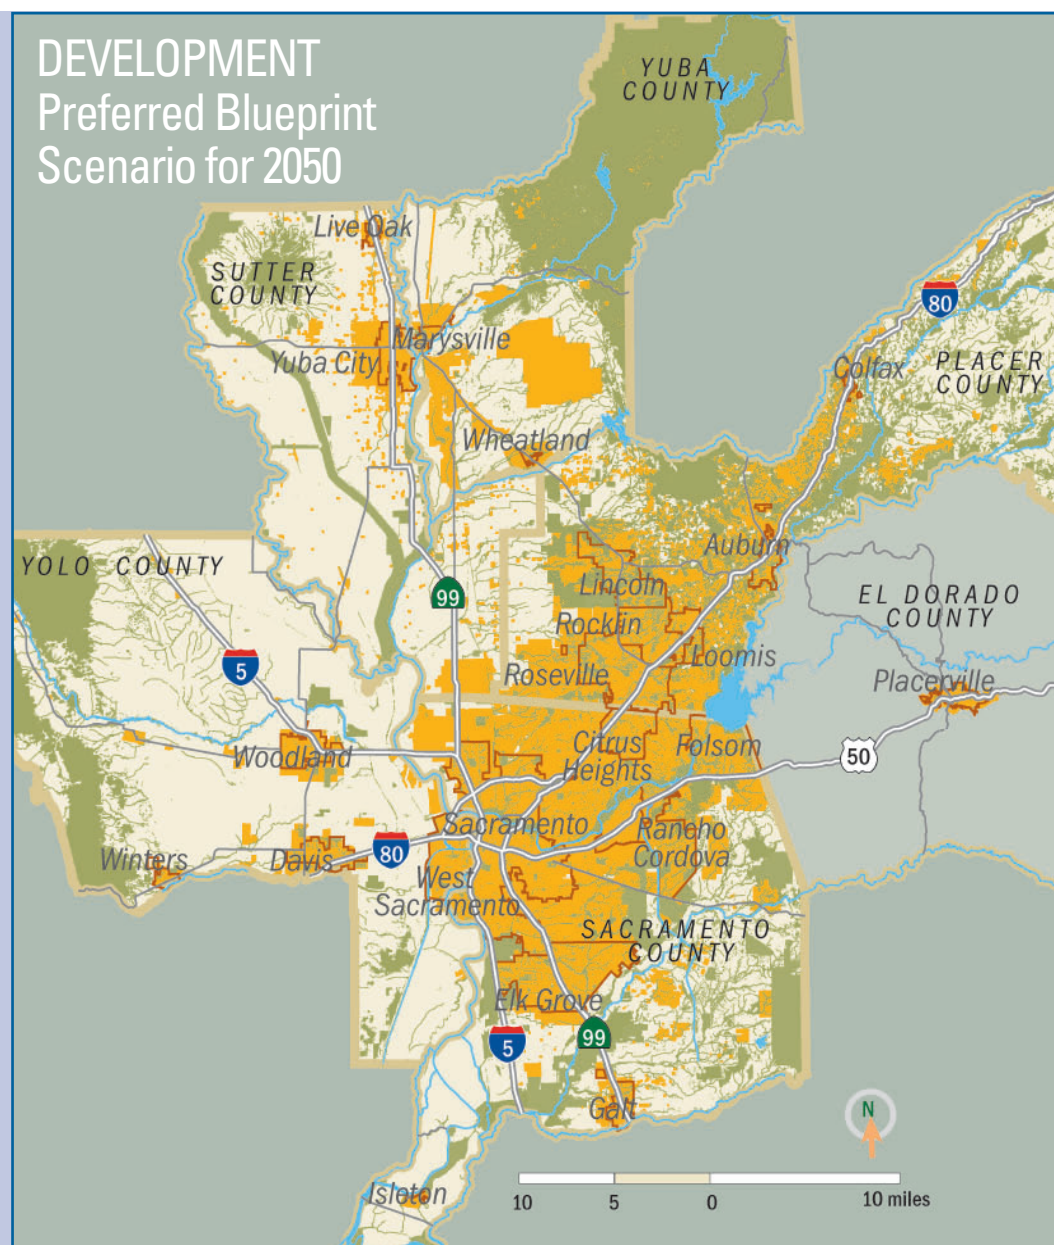 DEVELOPMENT
Preferred Blueprint
Scenario for 2050
YUBA
COUNTY
Live Oak
SUTTER
COUNTY
80
Marysville
Yuba City
Colfax
PLACER
COUNTY
Wheatland
Auburn
YOLO COUNTY
Lincoln
99
EL DORADO
COUNTY
Rocklin
5
Loomis
Roseville
Placerville
Woodland
Citrus
Heights
Folsom
50
Sacramento
Rancho
Cordova
Winters
Davis
80
West
Sacramento
SACRAMENTO
COUNTY
Elk Grove
5
99
Galt
N
Isleton
10 5 0 10 miles